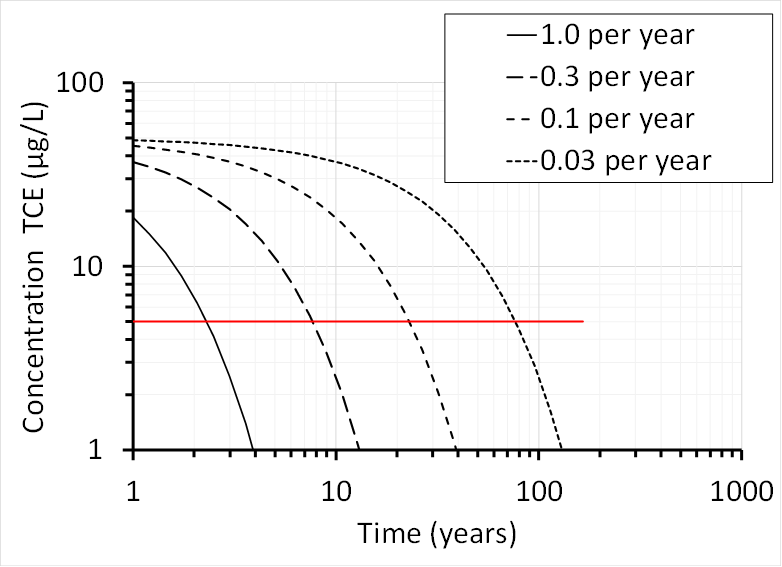 1.0 per year
0.3 per year
0.1 per year
0.03 per year
Concentration TCE (µg/L)
100
10
1
1
10
100
1000
Time (years)